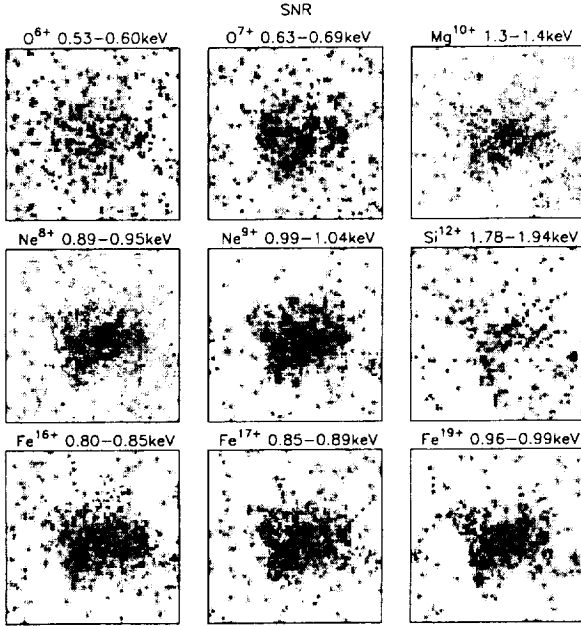 SNR
O⁶⁺ 0.53–0.60keV
O⁷⁺ 0.63–0.69keV
Mg¹⁰⁺ 1.3–1.4keV
Ne⁸⁺ 0.89–0.95keV
Ne⁹⁺ 0.99–1.04keV
Si¹²⁺ 1.78–1.94keV
Fe¹⁶⁺ 0.80–0.85keV
Fe¹⁷⁺ 0.85–0.89keV
Fe¹⁹⁺ 0.96–0.99keV